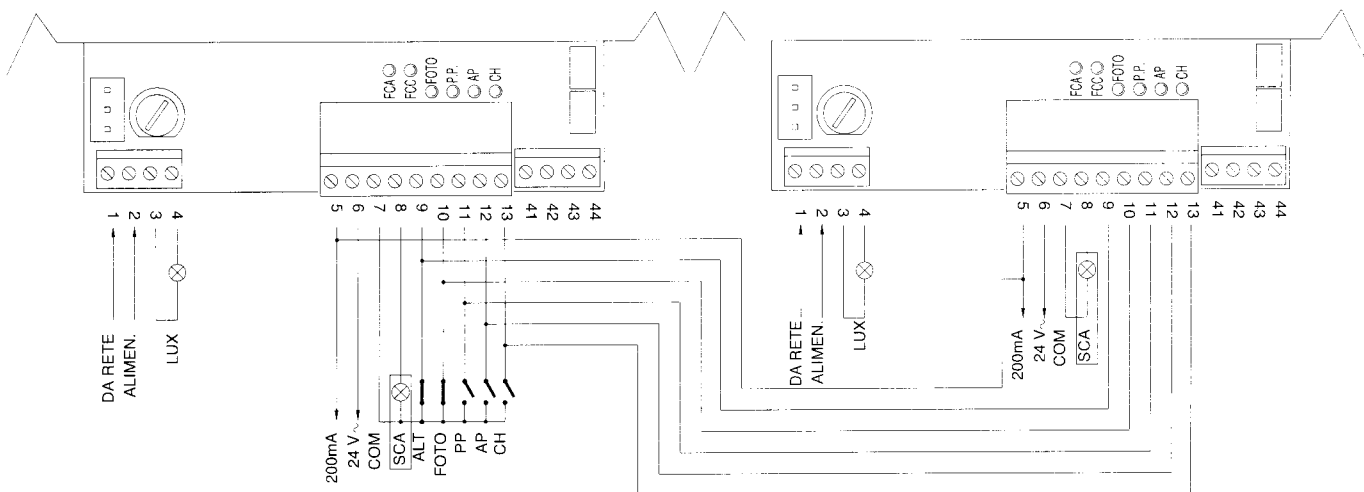 FCA
FCC
FOTO
P.P.
AP
CH
1
2
3
4
5
6
7
8
9
10
11
12
13
41
42
43
44
DA RETE
ALIMEN.
LUX
200mA
24 V~
COM
SCA
ALT
FOTO
PP
AP
CH
FCA
FCC
FOTO
P.P.
AP
CH
1
2
3
4
5
6
7
8
9
10
11
12
13
41
42
43
44
DA RETE
ALIMEN.
LUX
200mA
24 V~
COM
SCA